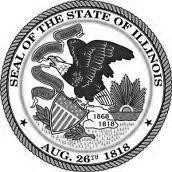 SEAL OF THE STATE OF ILLINOIS
1868
1818
AUG. 26TH 1818